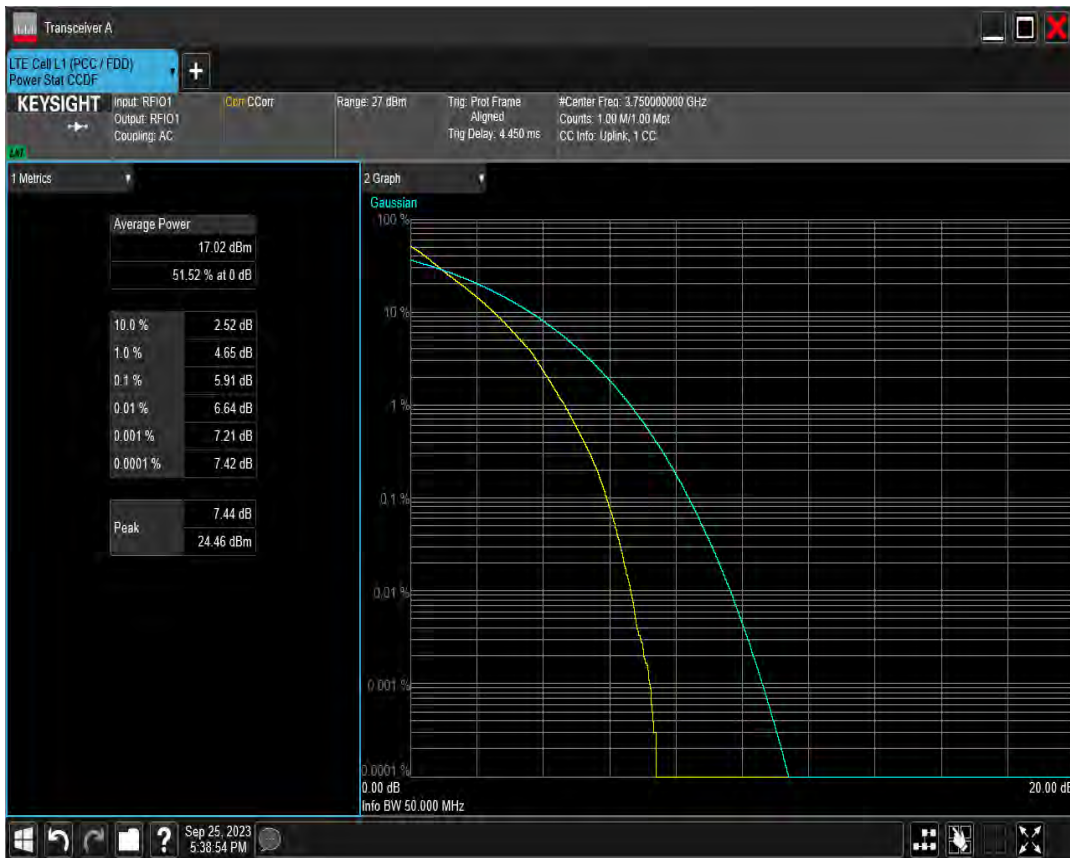 Transceiver A
LTE Cell L1 (PCC / FDD)
Power Stat CCDF
+
KEYSIGHT
Input: RFIO1
Output: RFIO1
Coupling: AC
Corr CCorr
Range: 27 dBm
Trig: Prot Frame
Aligned
Trig Delay: 4.450 ms
#Center Freq: 3.750000000 GHz
Counts: 1.00 M/1.00 Mpt
CC Info: Uplink, 1 CC
LXI
1 Metrics
Average Power
17.02 dBm
51.52 % at 0 dB
10.0 % 2.52 dB
1.0 % 4.65 dB
0.1 % 5.91 dB
0.01 % 6.64 dB
0.001 % 7.21 dB
0.0001 % 7.42 dB
Peak
7.44 dB
24.46 dBm
2 Graph
Gaussian
100 %
10 %
1 %
0.1 %
0.01 %
0.001 %
0.0001 %
0.00 dB
20.00 dB
Info BW 50.000 MHz
?
Sep 25, 2023
5:38:54 PM